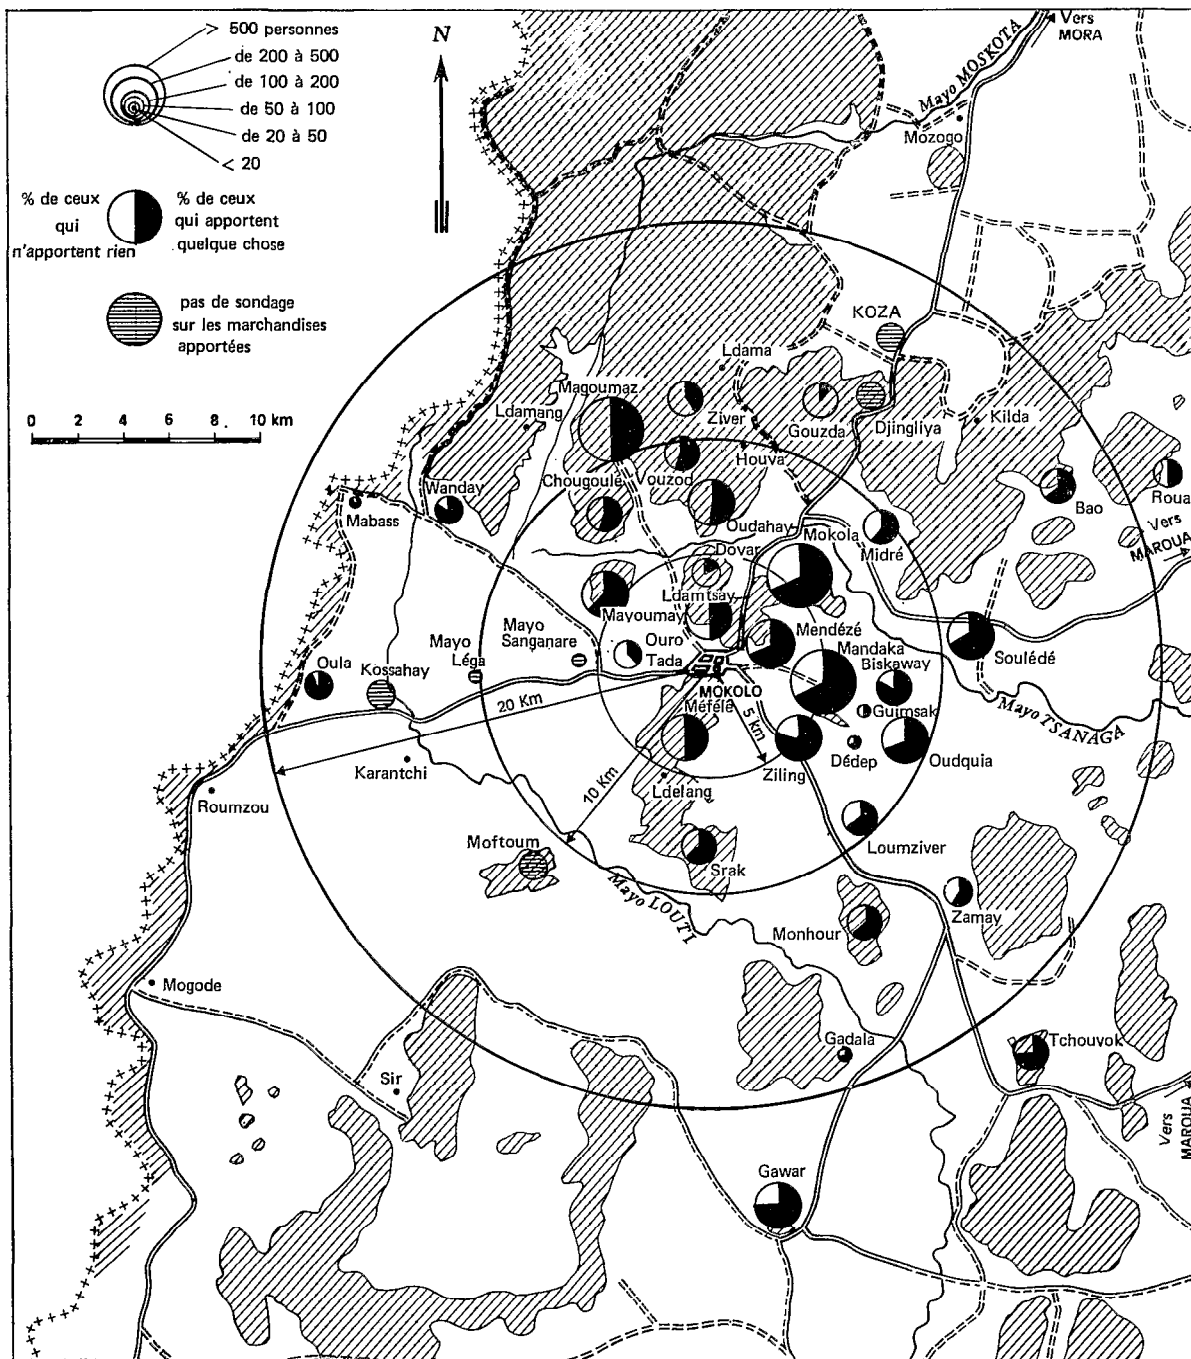 > 500 personnes
de 200 à 500
de 100 à 200
de 50 à 100
de 20 à 50
< 20
% de ceux
qui
n'apportent rien
% de ceux
qui apportent
quelque chose
pas de sondage
sur les marchandises
apportées
0 2 4 6 8 10 km
N
Vers
MORA
Mayo MOSKOTA
Mozogo
KOZA
Ldama
Magoumaz
Ziver
Ldamang
Gouzda
Djingliya
Kilda
Houva
Chougoulé
Vouzod
Wanday
Mabass
Oudahay
Bao
Roua
Vers
MAROUA
Mokola
Midré
Dovar
Ldamtsay
Mayoumay
Mayo
Sanganare
Ouro
Tada
Mendézé
Mandaka
Biskaway
Soulédé
Mayo
Léga
Oula
Kossahay
MOKOLO
Méfélé
Guimsak
Mayo TSANAGA
20 Km
5 km
10 Km
Karantchi
Roumzou
Ziling
Dédep
Oudquia
Ldelang
Loumziver
Moftoum
Srak
Mayo LOUTI
Zamay
Monhour
Mogode
Gadala
Tchouvok
Sir
Vers
MAROUA
Gawar